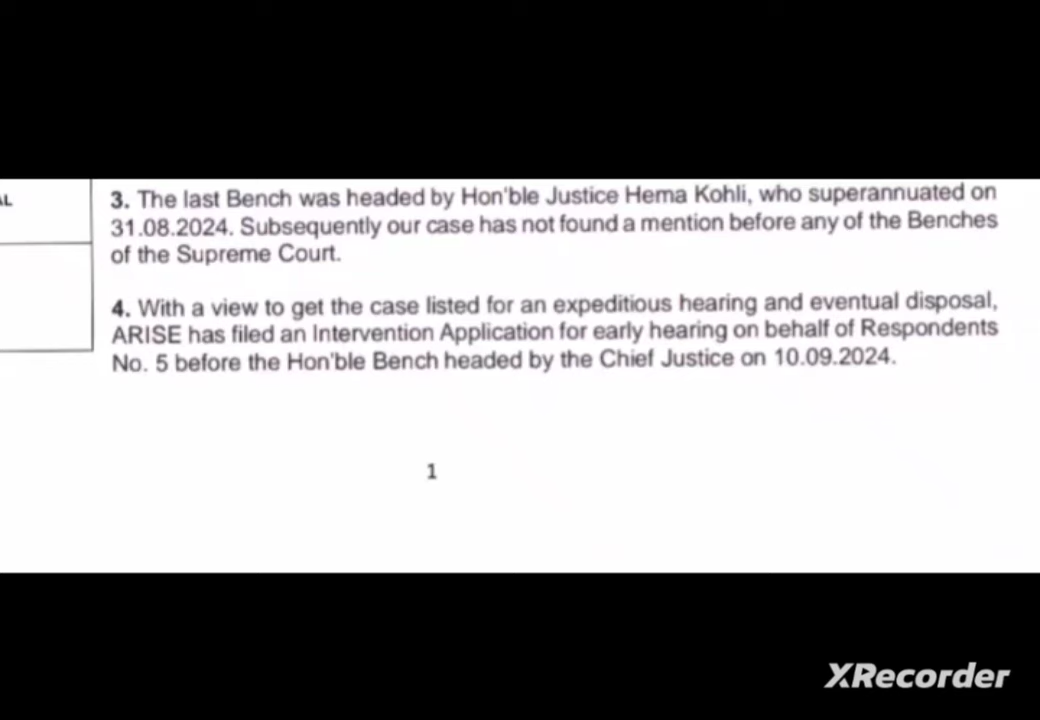 AL
3. The last Bench was headed by Hon'ble Justice Hema Kohli, who superannuated on
31.08.2024. Subsequently our case has not found a mention before any of the Benches
of the Supreme Court.
4. With a view to get the case listed for an expeditious hearing and eventual disposal,
ARISE has filed an Intervention Application for early hearing on behalf of Respondents
No. 5 before the Hon'ble Bench headed by the Chief Justice on 10.09.2024.
1
XRecorder